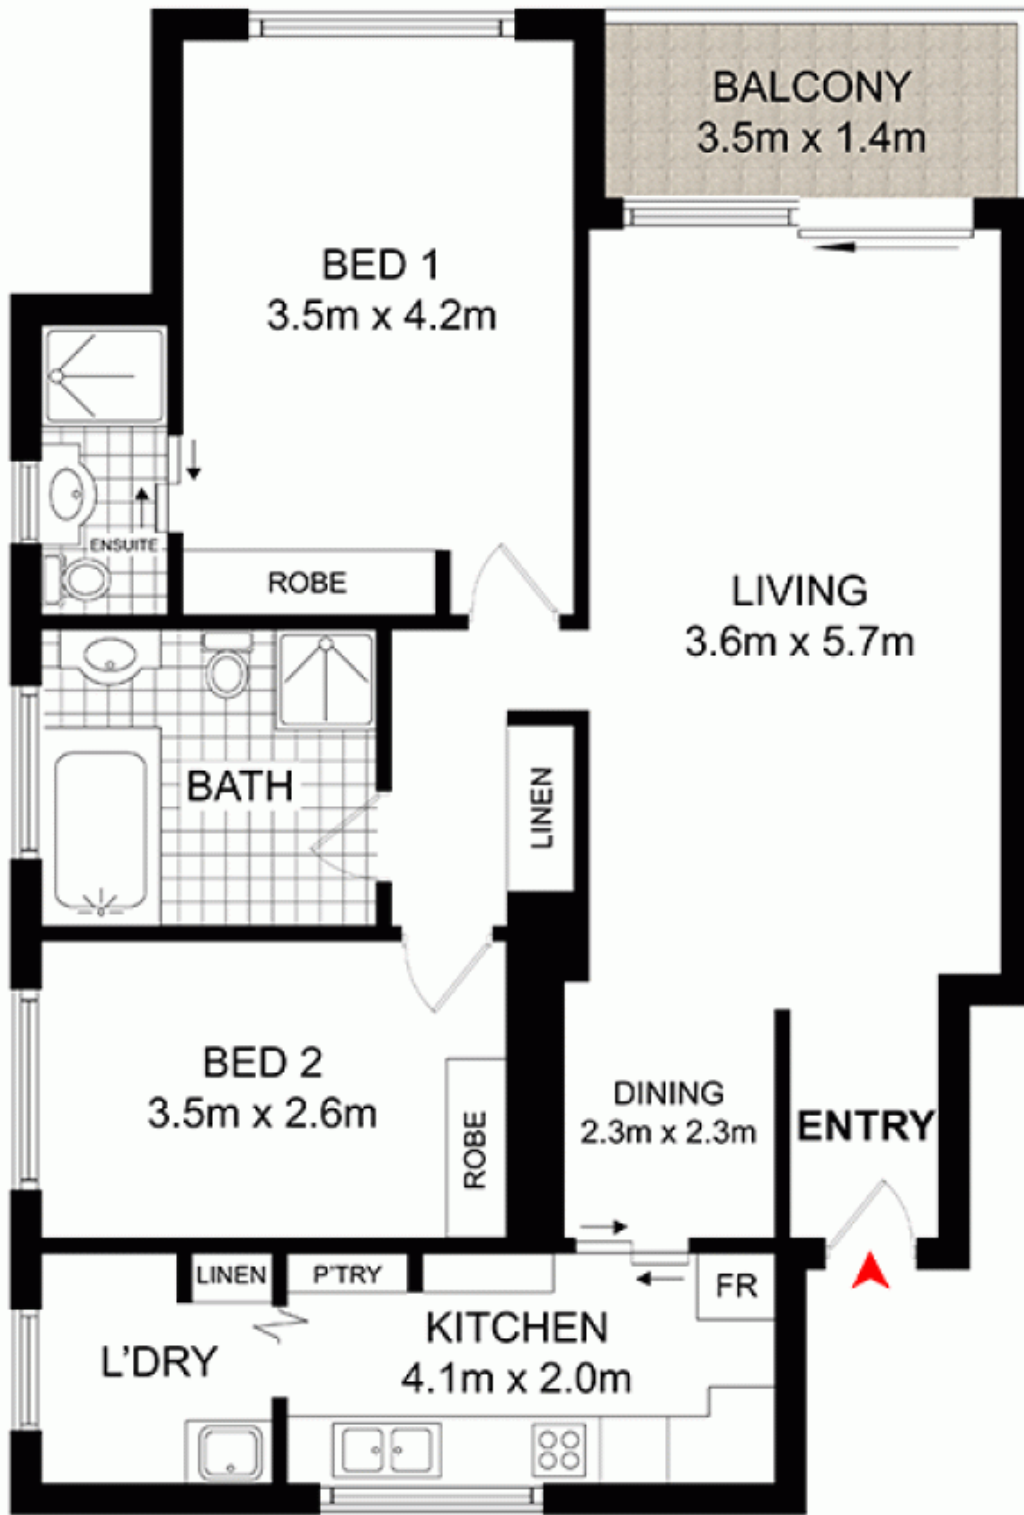 BALCONY
3.5m x 1.4m
BED 1
3.5m x 4.2m
ENSUITE
ROBE
LIVING
3.6m x 5.7m
BATH
LINEN
BED 2
3.5m x 2.6m
ROBE
DINING
2.3m x 2.3m
ENTRY
LINEN
P'TRY
FR
KITCHEN
4.1m x 2.0m
L'DRY